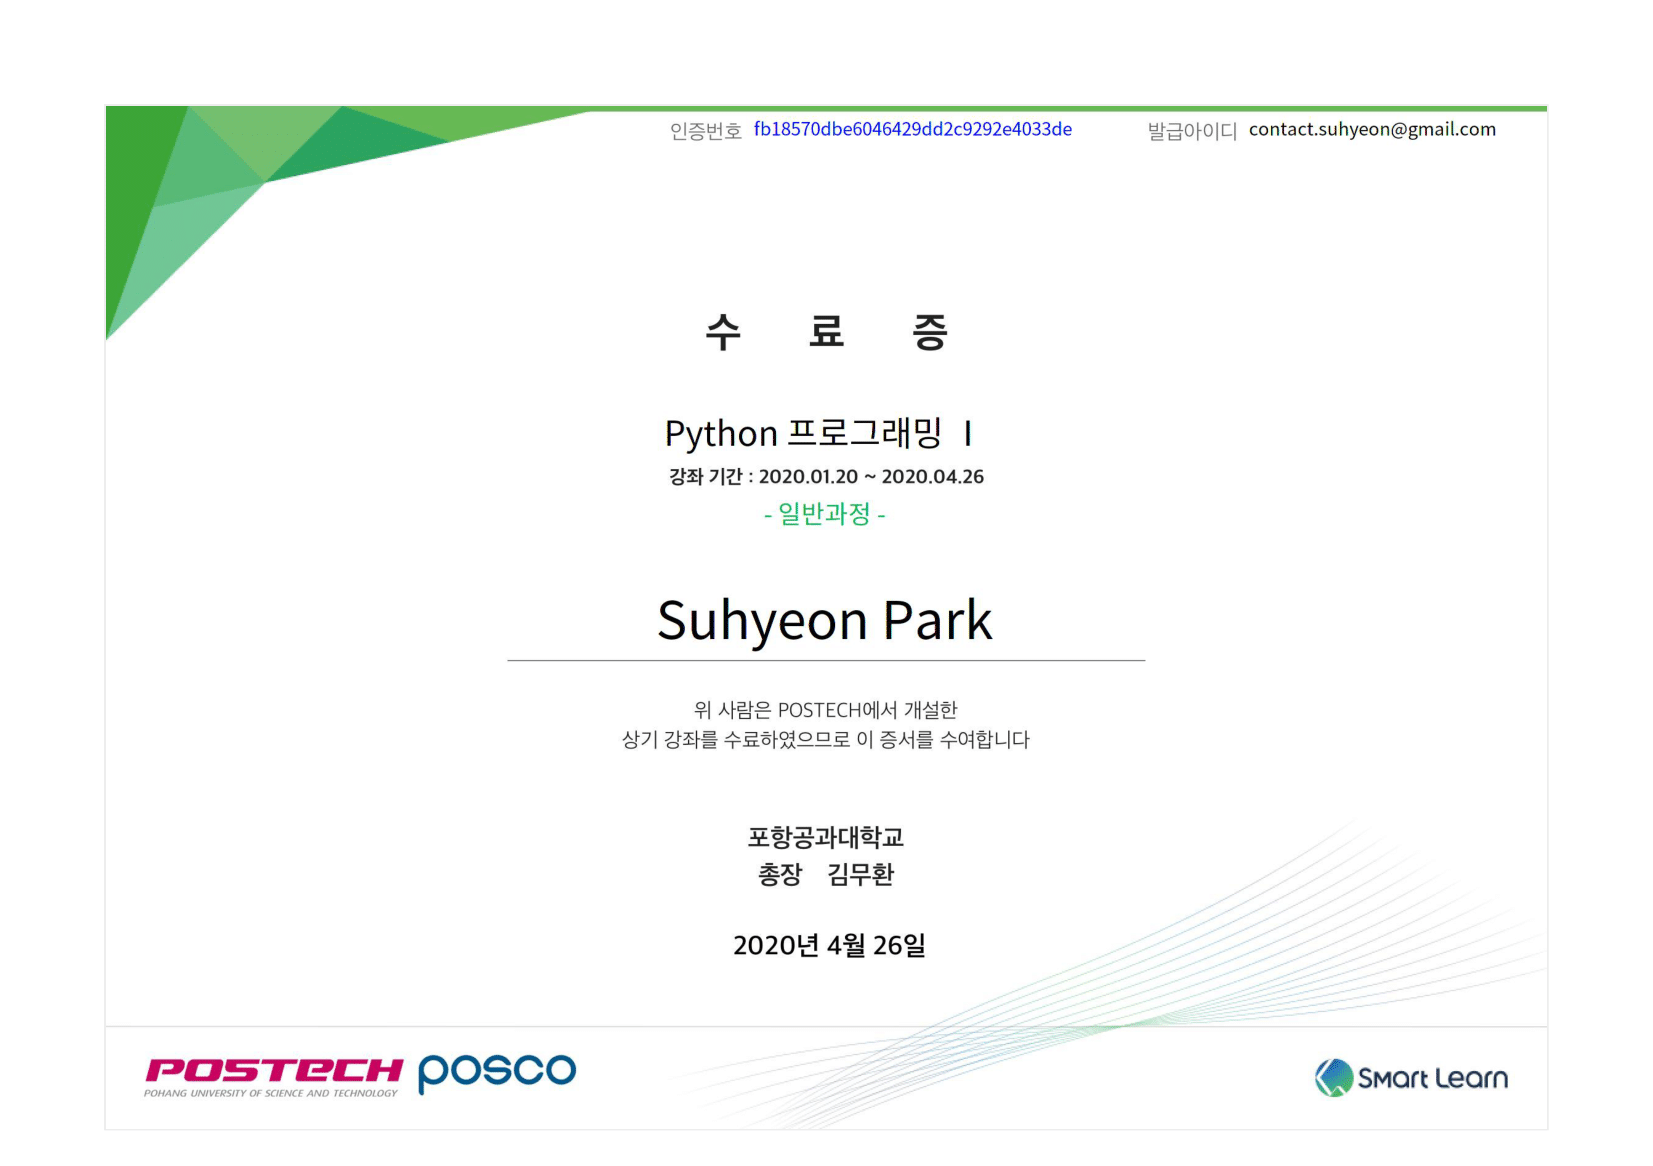 인증번호 fb18570dbe6046429dd2c9292e4033de 발급아이디 contact.suhyeon@gmail.com
수 료 증
Python 프로그래밍 Ⅰ
강좌 기간 : 2020.01.20 ~ 2020.04.26
- 일반과정 -
Suhyeon Park
위 사람은 POSTECH에서 개설한
상기 강좌를 수료하였으므로 이 증서를 수여합니다
포항공과대학교
총장 김무환
2020년 4월 26일
POSTECH posco
POHANG UNIVERSITY OF SCIENCE AND TECHNOLOGY
Smart Learn